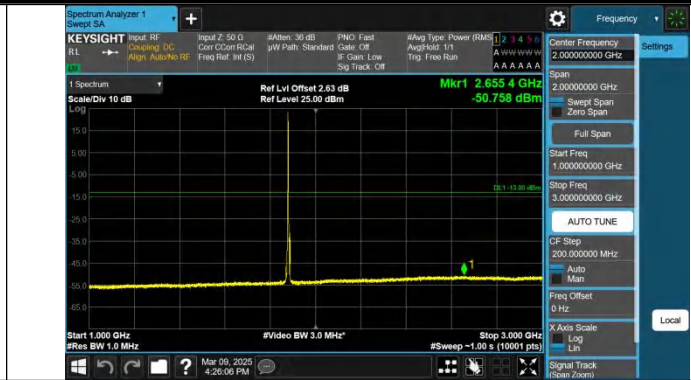 Spectrum Analyzer 1
Swept SA
Frequency
KEYSIGHT Input: RF Input Z: 50 Ω #Atten: 36 dB PNO: Fast #Avg Type: Power (RMS 1 2 3 4 5 6
RL Coupling: DC Corr CCorr RCal µW Path: Standard Gate: Off Avg|Hold: 1/1 A W W W W W
Align: Auto/No RF Freq Ref: Int (S) IF Gain: Low Trig: Free Run
Sig Track: Off A A A A A A
1 Spectrum
Ref Lvl Offset 2.63 dB Mkr1 2.655 4 GHz
Scale/Div 10 dB Ref Level 25.00 dBm -50.758 dBm
Log
15.0
5.00
-5.00
DL1 -13.00 dBm
-15.0
-25.0
-35.0
1
-45.0
-55.0
-65.0
Start 1.000 GHz #Video BW 3.0 MHz* Stop 3.000 GHz
#Res BW 1.0 MHz #Sweep ~1.00 s (10001 pts)
Mar 09, 2025
4:26:06 PM
?
Center Frequency
2.000000000 GHz
Settings
Span
2.00000000 GHz
Swept Span
Zero Span
Full Span
Start Freq
1.000000000 GHz
Stop Freq
3.000000000 GHz
AUTO TUNE
CF Step
200.000000 MHz
Auto
Man
Freq Offset
0 Hz
X Axis Scale
Log
Lin
Local
Signal Track
(Span Zoom)